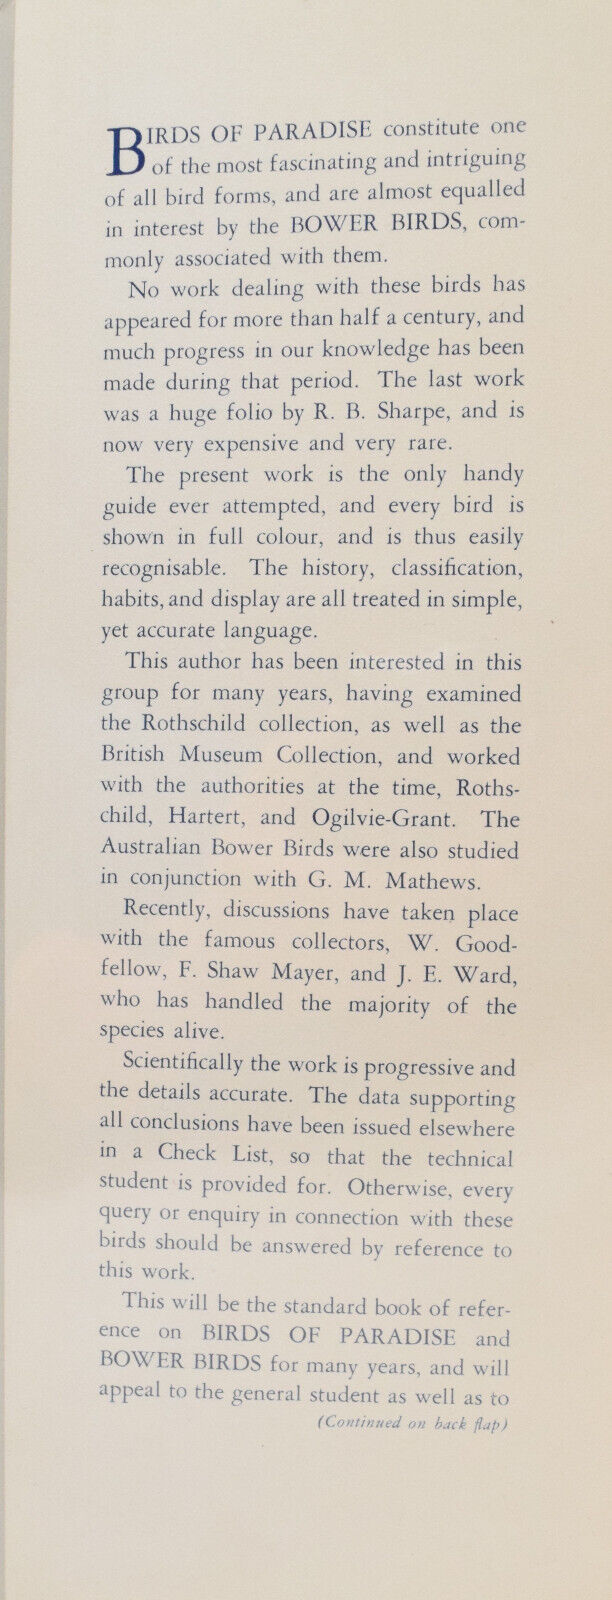 BIRDS OF PARADISE constitute one
of the most fascinating and intriguing
of all bird forms, and are almost equalled
in interest by the BOWER BIRDS, com-
monly associated with them.
No work dealing with these birds has
appeared for more than half a century, and
much progress in our knowledge has been
made during that period. The last work
was a huge folio by R. B. Sharpe, and is
now very expensive and very rare.
The present work is the only handy
guide ever attempted, and every bird is
shown in full colour, and is thus easily
recognisable. The history, classification,
habits, and display are all treated in simple,
yet accurate language.
This author has been interested in this
group for many years, having examined
the Rothschild collection, as well as the
British Museum Collection, and worked
with the authorities at the time, Roths-
child, Hartert, and Ogilvie-Grant. The
Australian Bower Birds were also studied
in conjunction with G. M. Mathews.
Recently, discussions have taken place
with the famous collectors, W. Good-
fellow, F. Shaw Mayer, and J. E. Ward,
who has handled the majority of the
species alive.
Scientifically the work is progressive and
the details accurate. The data supporting
all conclusions have been issued elsewhere
in a Check List, so that the technical
student is provided for. Otherwise, every
query or enquiry in connection with these
birds should be answered by reference to
this work.
This will be the standard book of refer-
ence on BIRDS OF PARADISE and
BOWER BIRDS for many years, and will
appeal to the general student as well as to
(Continued on back flap)